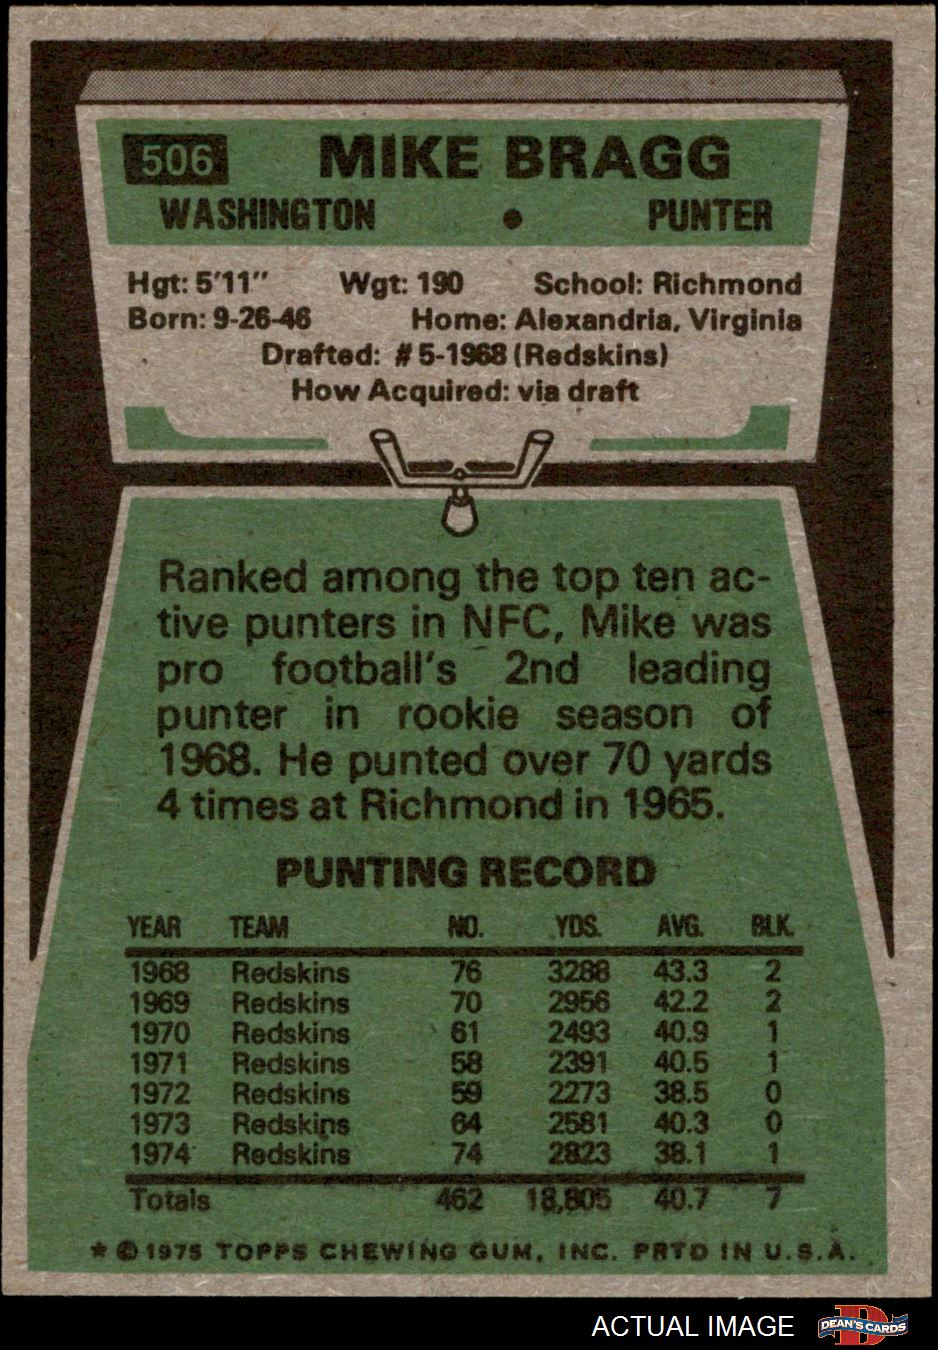 506 MIKE BRAGG
WASHINGTON • PUNTER
Hgt: 5'11" Wgt: 190 School: Richmond
Born: 9-26-46 Home: Alexandria, Virginia
Drafted: #5-1968 (Redskins)
How Acquired: via draft
Ranked among the top ten ac-
tive punters in NFC, Mike was
pro football's 2nd leading
punter in rookie season of
1968. He punted over 70 yards
4 times at Richmond in 1965.
PUNTING RECORD
YEAR TEAM NO. YDS. AVG. BLK.
1968 Redskins 76 3288 43.3 2
1969 Redskins 70 2956 42.2 2
1970 Redskins 61 2493 40.9 1
1971 Redskins 58 2391 40.5 1
1972 Redskins 59 2273 38.5 0
1973 Redskins 64 2581 40.3 0
1974 Redskins 74 2823 38.1 1
Totals 462 18,805 40.7 7
* © 1975 TOPPS CHEWING GUM, INC. PRTD IN U.S.A.
ACTUAL IMAGE D DEAN'S CARDS